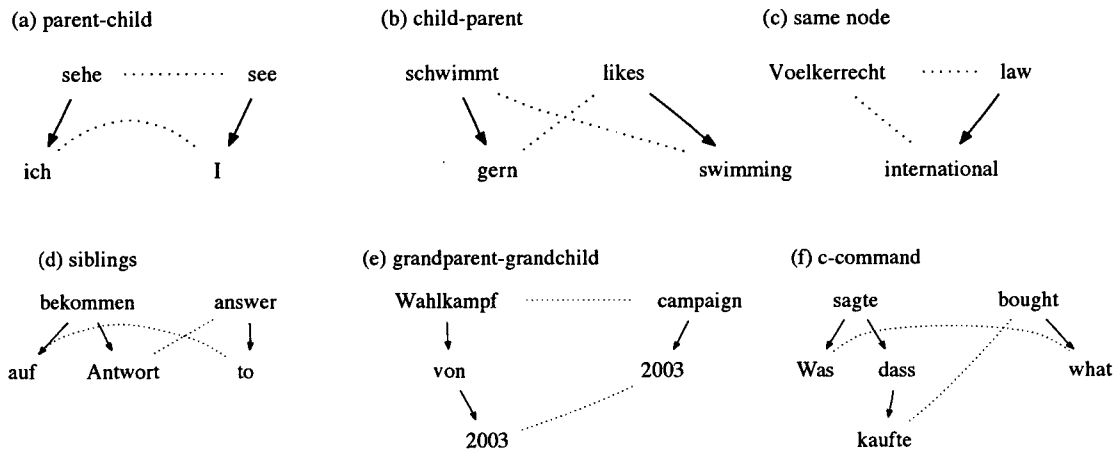 (a) parent-child
(b) child-parent
(c) same node
sehe see
schwimmt likes
Voelkerrecht law
ich I
gern swimming
international
(d) siblings
(e) grandparent-grandchild
(f) c-command
bekommen answer
Wahlkampf campaign
sagte bought
auf Antwort to
von 2003
Was dass what
2003
kaufte